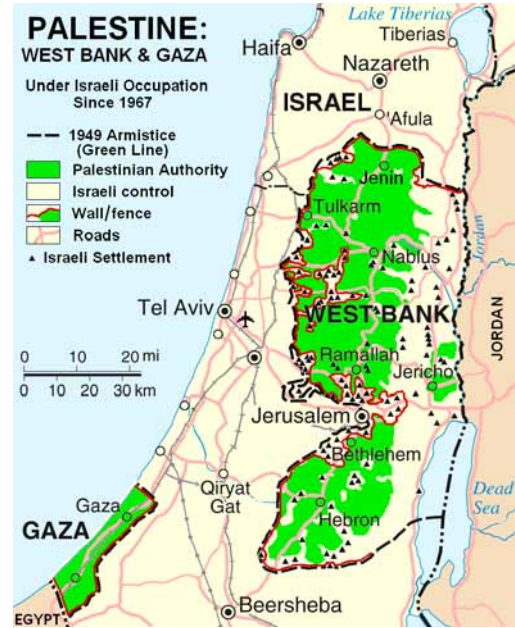 PALESTINE:
WEST BANK & GAZA
Under Israeli Occupation
Since 1967
1949 Armistice
(Green Line)
Palestinian Authority
Israeli control
Wall/fence
Roads
Israeli Settlement
Lake Tiberias
Haifa
Tiberias
Nazareth
ISRAEL
'Afula
Jenin
Tulkarm
Jordan
Nablus
Tel Aviv
WEST BANK
JORDAN
0 10 20 mi
0 10 20 30 km
Ramallah
Jericho
Jerusalem
Bethlehem
Qiryat
Gat
Dead
Sea
Gaza
Hebron
GAZA
Beersheba
EGYPT